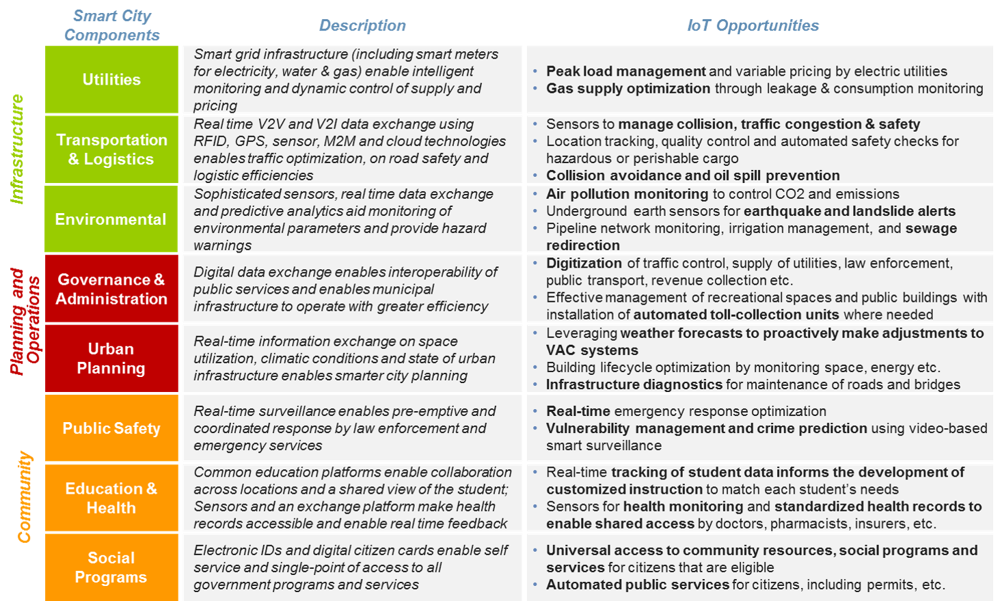 Smart City
Components
Description
IoT Opportunities
Infrastructure
Utilities
Smart grid infrastructure (including smart meters
for electricity, water & gas) enable intelligent
monitoring and dynamic control of supply and
pricing
• Peak load management and variable pricing by electric utilities
• Gas supply optimization through leakage & consumption monitoring
Transportation
& Logistics
Real time V2V and V2I data exchange using
RFID, GPS, sensor, M2M and cloud technologies
enables traffic optimization, on road safety and
logistic efficiencies
• Sensors to manage collision, traffic congestion & safety
• Location tracking, quality control and automated safety checks for
hazardous or perishable cargo
• Collision avoidance and oil spill prevention
Environmental
Sophisticated sensors, real time data exchange
and predictive analytics aid monitoring of
environmental parameters and provide hazard
warnings
• Air pollution monitoring to control CO2 and emissions
• Underground earth sensors for earthquake and landslide alerts
• Pipeline network monitoring, irrigation management, and sewage
redirection
Planning and
Operations
Governance &
Administration
Digital data exchange enables interoperability of
public services and enables municipal
infrastructure to operate with greater efficiency
• Digitization of traffic control, supply of utilities, law enforcement,
public transport, revenue collection etc.
• Effective management of recreational spaces and public buildings with
installation of automated toll-collection units where needed
Urban
Planning
Real-time information exchange on space
utilization, climatic conditions and state of urban
infrastructure enables smarter city planning
• Leveraging weather forecasts to proactively make adjustments to
VAC systems
• Building lifecycle optimization by monitoring space, energy etc.
• Infrastructure diagnostics for maintenance of roads and bridges
Community
Public Safety
Real-time surveillance enables pre-emptive and
coordinated response by law enforcement and
emergency services
• Real-time emergency response optimization
• Vulnerability management and crime prediction using video-based
smart surveillance
Education &
Health
Common education platforms enable collaboration
across locations and a shared view of the student;
Sensors and an exchange platform make health
records accessible and enable real time feedback
• Real-time tracking of student data informs the development of
customized instruction to match each student’s needs
• Sensors for health monitoring and standardized health records to
enable shared access by doctors, pharmacists, insurers, etc.
Social
Programs
Electronic IDs and digital citizen cards enable self
service and single-point of access to all
government programs and services
• Universal access to community resources, social programs and
services for citizens that are eligible
• Automated public services for citizens, including permits, etc.